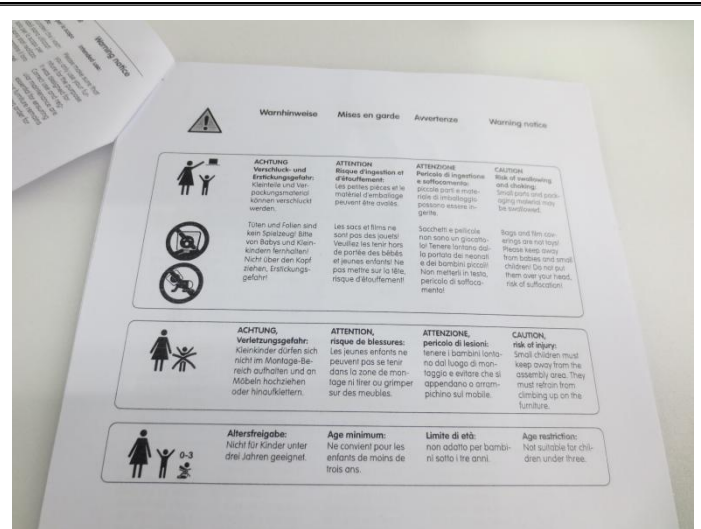 Warning notice
Warnhinweise
Mises en garde
Avvertenze
Warning notice
ACHTUNG
Verschluck- und
Erstickungsgefahr:
Kleinteile und Ver-
packungsmaterial
können verschluckt
werden.
ATTENTION
Risque d'ingestion et
d'étouffement:
Les petites pièces et le
matériel d'emballage
peuvent être avalés.
ATTENZIONE
Pericolo di ingestione
e soffocamento:
piccole parti e mate-
riale di imballaggio
possono essere in-
gerite.
CAUTION
Risk of swallowing
and choking:
Small parts and pack-
aging material may
be swallowed.
Tüten und Folien sind
kein Spielzeug! Bitte
von Babys und Klein-
kindern fernhalten!
Nicht über den Kopf
ziehen, Erstickungs-
gefahr!
Les sacs et films ne
sont pas des jouets!
Veuillez les tenir hors
de portée des bébés
et jeunes enfants! Ne
pas mettre sur la tête,
risque d'étouffement!
Sacchetti e pellicole
non sono un giocatto-
lo! Tenere lontano dal-
la portata dei neonati
e dei bambini piccoli!
Non metterli in testa,
pericolo di soffoca-
mento!
Bags and film cov-
erings are not toys!
Please keep away
from babies and small
children! Do not put
them over your head,
risk of suffocation!
ACHTUNG,
Verletzungsgefahr:
Kleinkinder dürfen sich
nicht im Montage-Be-
reich aufhalten und an
Möbeln hochziehen
oder hinaufklettern.
ATTENTION,
risque de blessures:
Les jeunes enfants ne
peuvent pas se tenir
dans la zone de mon-
tage ni tirer ou grimper
sur des meubles.
ATTENZIONE,
pericolo di lesioni:
tenere i bambini lonta-
no dal luogo di mon-
taggio e evitare che si
appendano o arram-
pichino sul mobile.
CAUTION,
risk of injury:
Small children must
keep away from the
assembly area. They
must refrain from
climbing up on the
furniture.
0-3
Altersfreigabe:
Nicht für Kinder unter
drei Jahren geeignet.
Age minimum:
Ne convient pour les
enfants de moins de
trois ans.
Limite di età:
non adatto per bambi-
ni sotto i tre anni.
Age restriction:
Not suitable for chil-
dren under three.